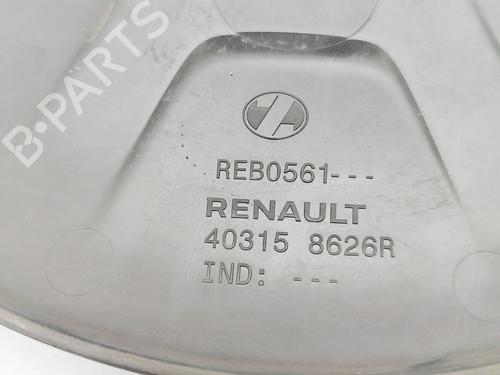 B-PARTS
REB0561---
RENAULT
40315 8626R
IND: ---